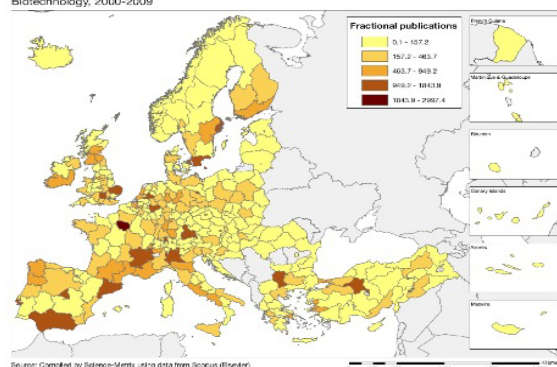 Biotechnology, 2000-2009
Fractional publications
0.1 - 157.2
157.2 - 463.7
463.7 - 949.2
949.2 - 1843.9
1843.9 - 2997.4
French Guiana
Martinique & Guadeloupe
Réunion
Canary Islands
Azores
Madeira
Source: Compiled by Science-Metrix using data from Scopus (Elsevier)